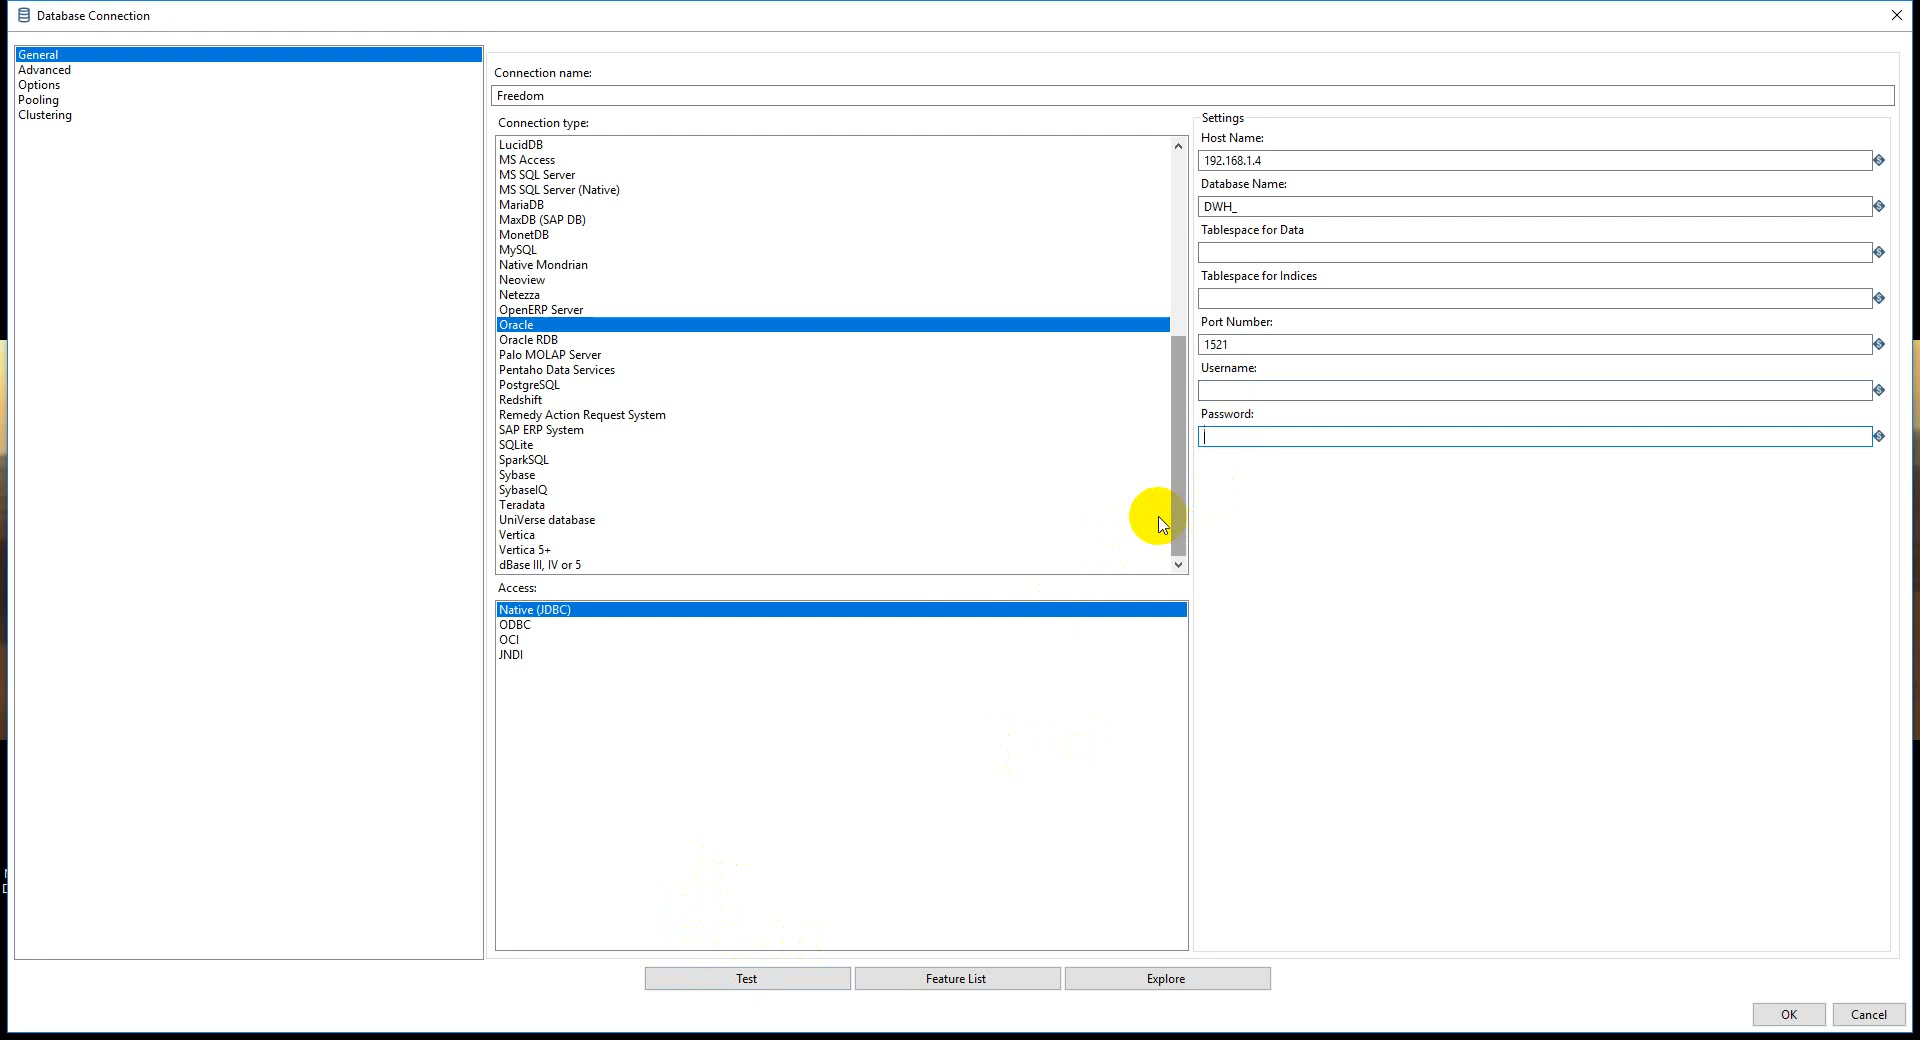 Database Connection
General
Advanced
Options
Pooling
Clustering
Connection name:
Freedom
Connection type:
LucidDB
MS Access
MS SQL Server
MS SQL Server (Native)
MariaDB
MaxDB (SAP DB)
MonetDB
MySQL
Native Mondrian
Neoview
Netezza
OpenERP Server
Oracle
Oracle RDB
Palo MOLAP Server
Pentaho Data Services
PostgreSQL
Redshift
Remedy Action Request System
SAP ERP System
SQLite
SparkSQL
Sybase
SybaseIQ
Teradata
UniVerse database
Vertica
Vertica 5+
dBase III, IV or 5
Access:
Native (JDBC)
ODBC
OCI
JNDI
Settings
Host Name:
192.168.1.4
Database Name:
DWH_
Tablespace for Data
Tablespace for Indices
Port Number:
1521
Username:
Password:
Test
Feature List
Explore
OK
Cancel